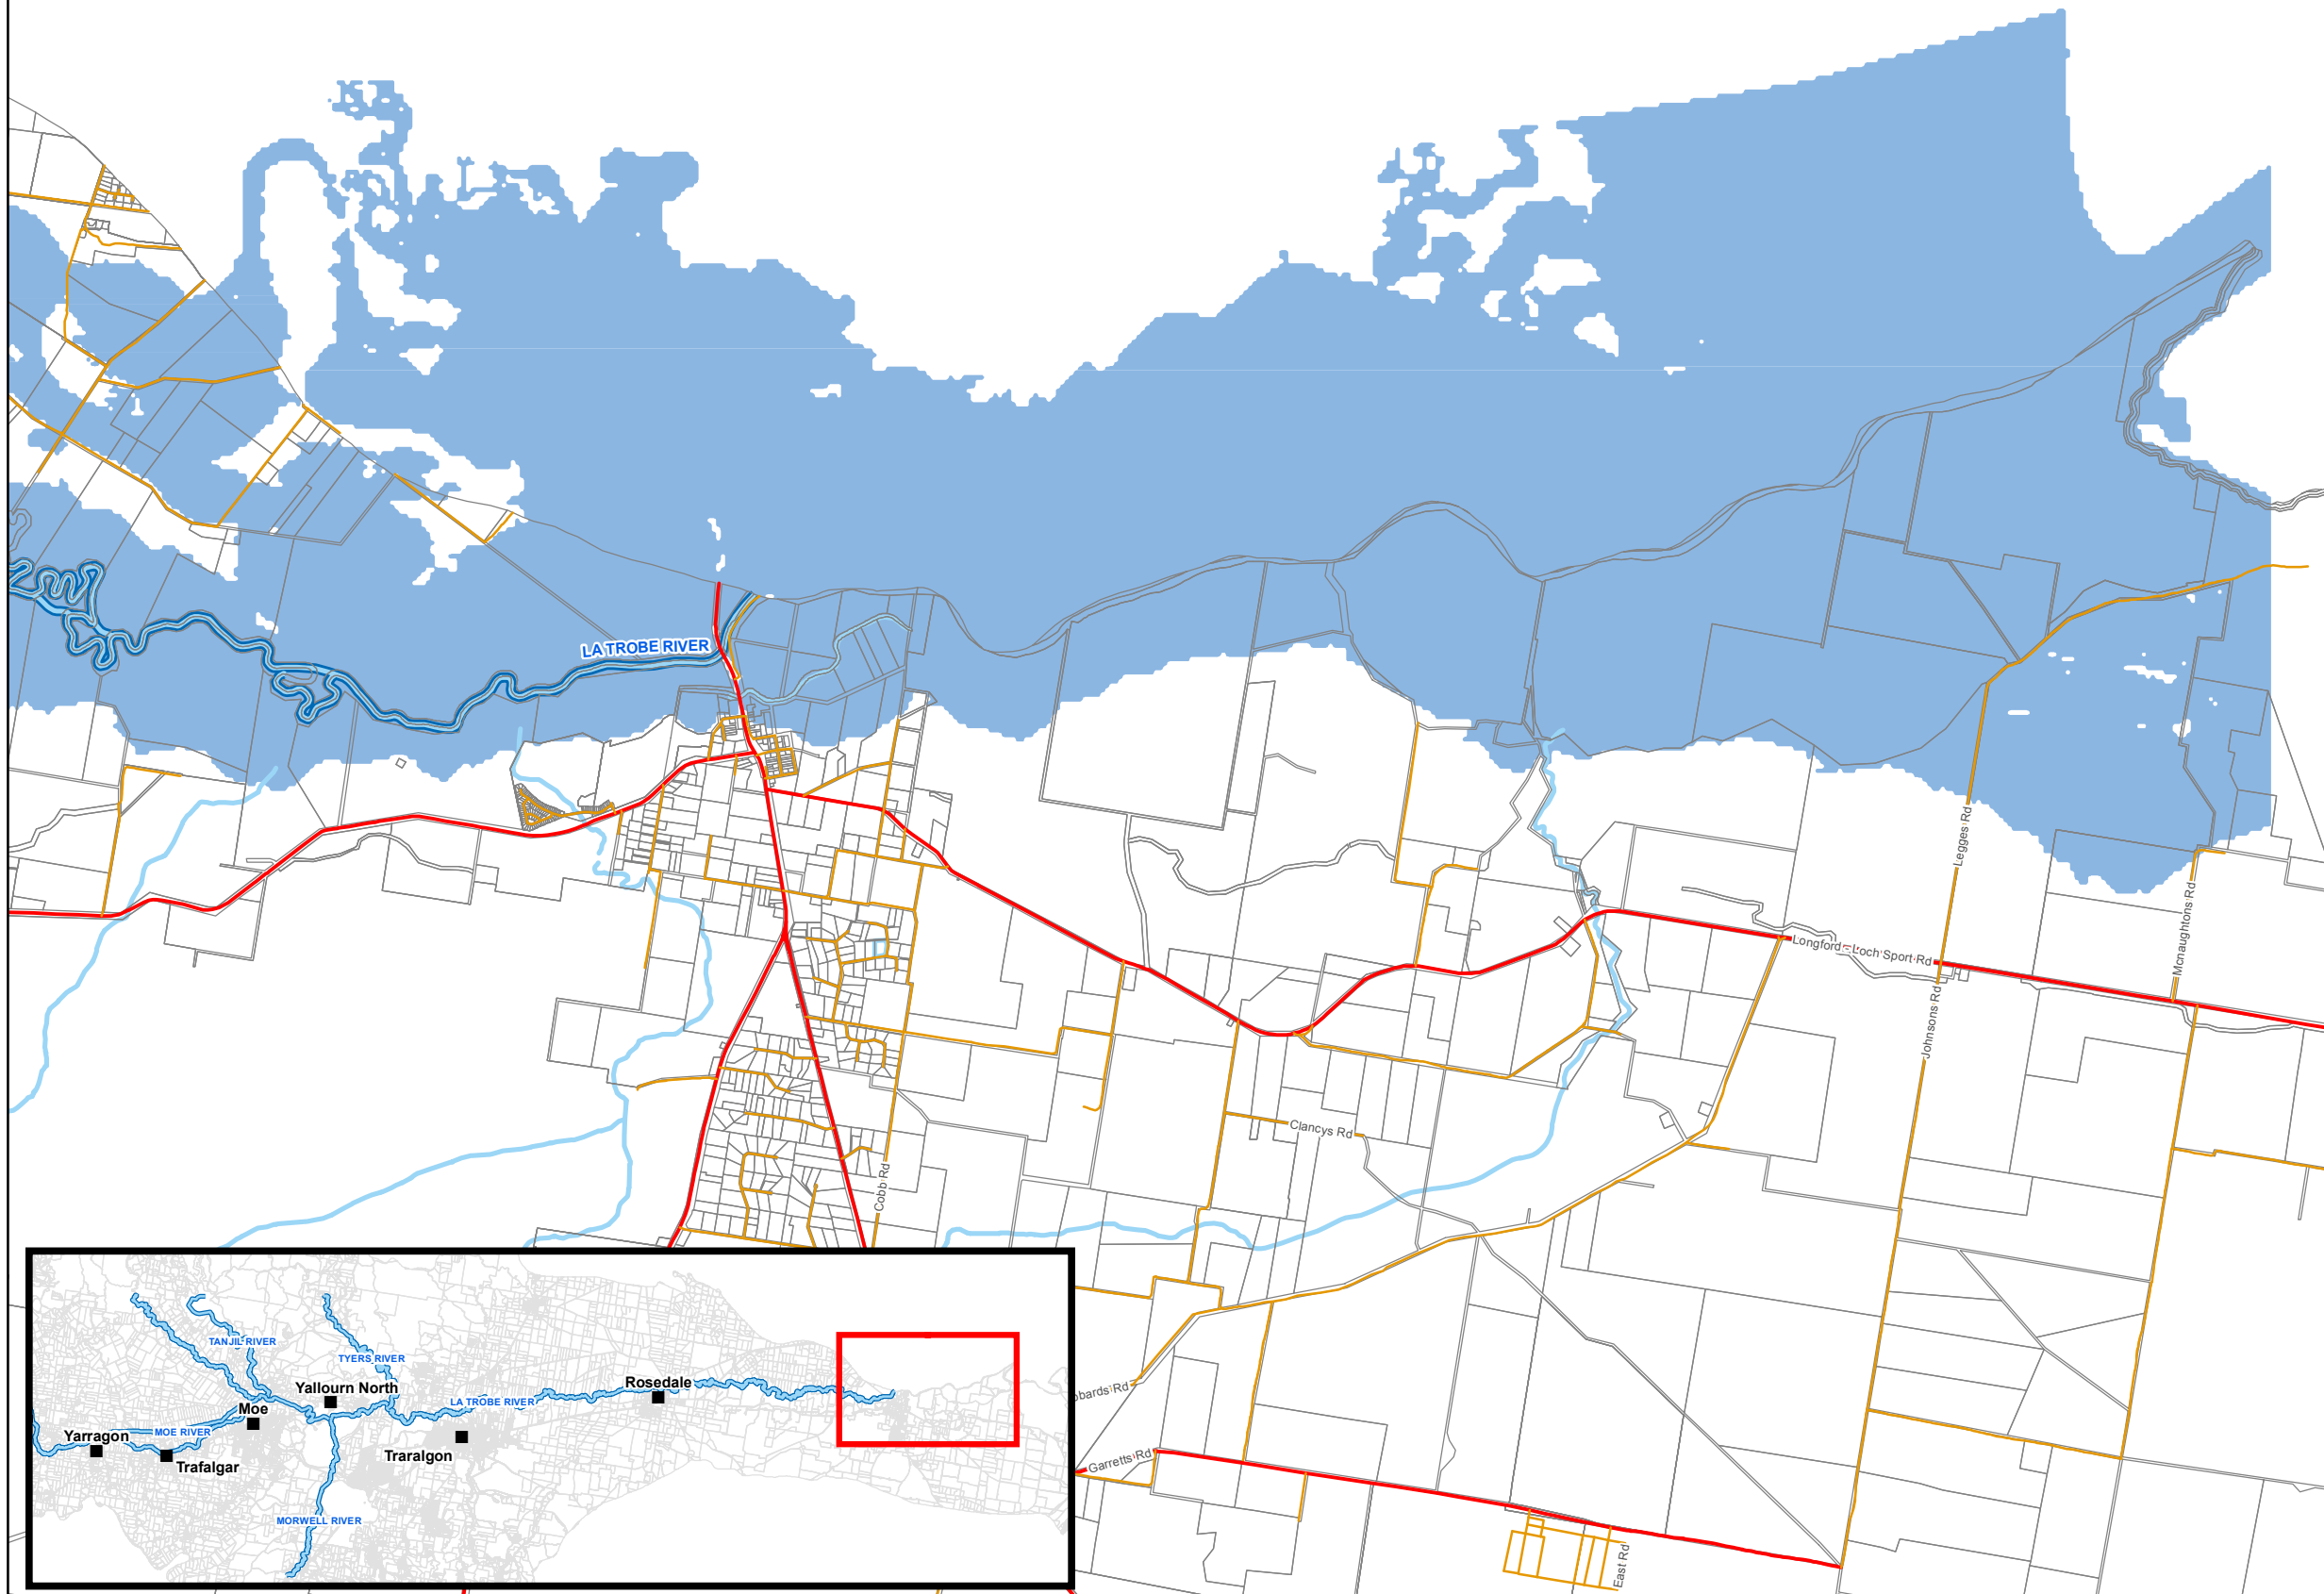 LA TROBE RIVER
Legges Rd
Mcnaughtons Rd
Longford - Loch Sport Rd
Johnsons Rd
Clancys Rd
Cobb Rd
Garretts Rd
East Rd
TANJIL RIVER
TYERS RIVER
Yallourn North
Rosedale
LA TROBE RIVER
Moe
MOE RIVER
Yarragon
Trafalgar
Traralgon
MORWELL RIVER